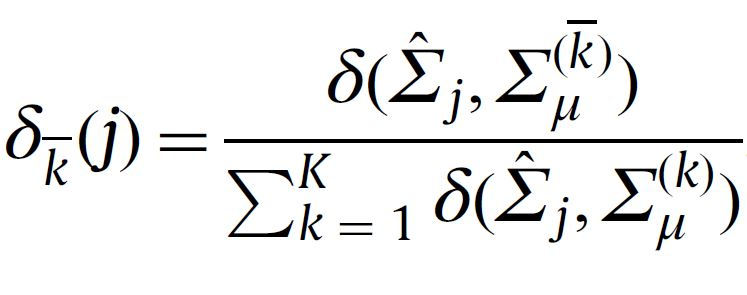 δ_{\overline{k}}(j) = \frac{δ(\hat{Σ}_j, Σ_μ^{(\overline{k})})}{\sum_{k=1}^{K} δ(\hat{Σ}_j, Σ_μ^{(k)})}